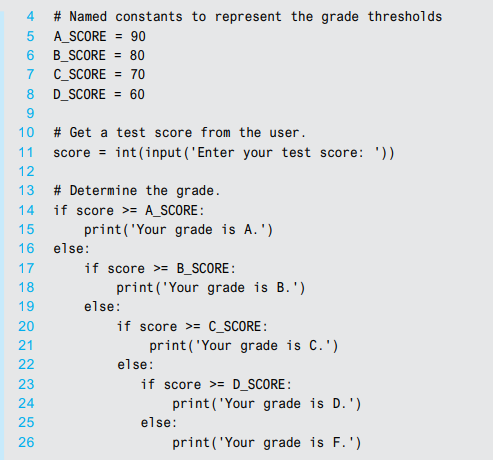 4 # Named constants to represent the grade thresholds
5 A_SCORE = 90
6 B_SCORE = 80
7 C_SCORE = 70
8 D_SCORE = 60
9
10 # Get a test score from the user.
11 score = int(input('Enter your test score: '))
12
13 # Determine the grade.
14 if score >= A_SCORE:
15     print('Your grade is A.')
16 else:
17     if score >= B_SCORE:
18         print('Your grade is B.')
19     else:
20         if score >= C_SCORE:
21             print('Your grade is C.')
22         else:
23            if score >= D_SCORE:
24                print('Your grade is D.')
25            else:
26                print('Your grade is F.')